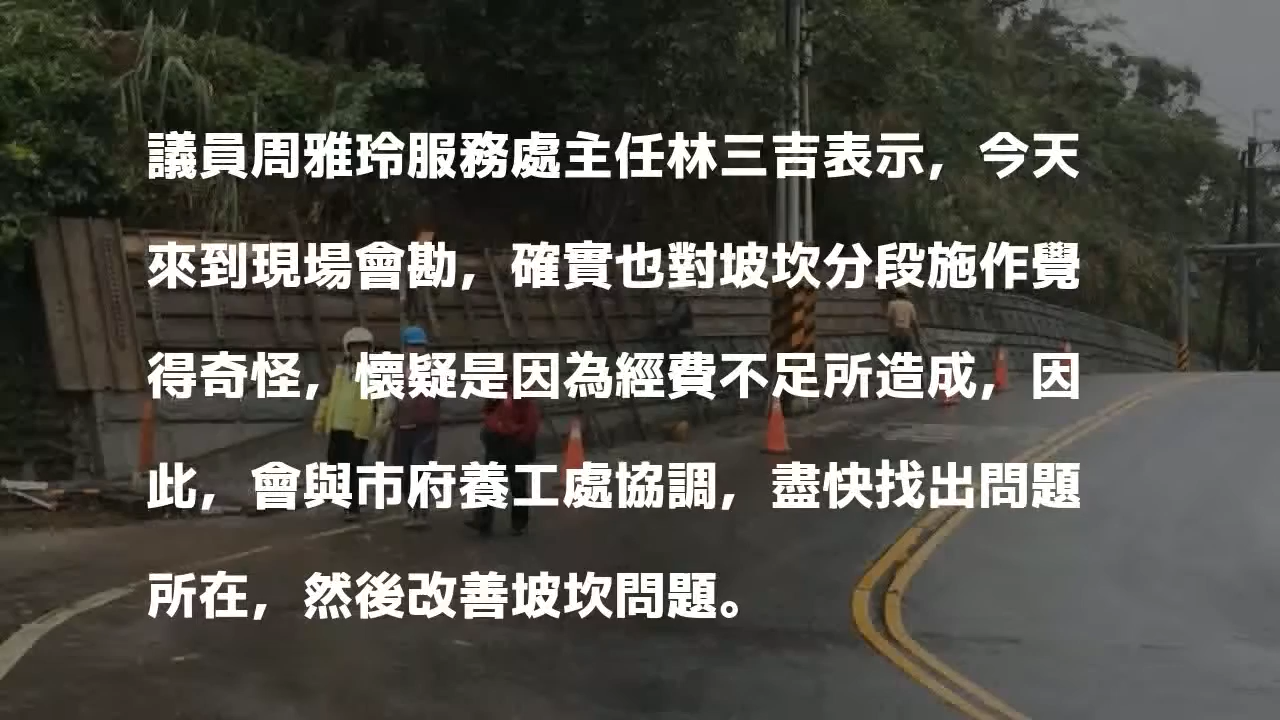 議員周雅玲服務處主任林三吉表示，今天
來到現場會勘，確實也對坡坎分段施作覺
得奇怪，懷疑是因為經費不足所造成，因
此，會與市府養工處協調，盡快找出問題
所在，然後改善坡坎問題。